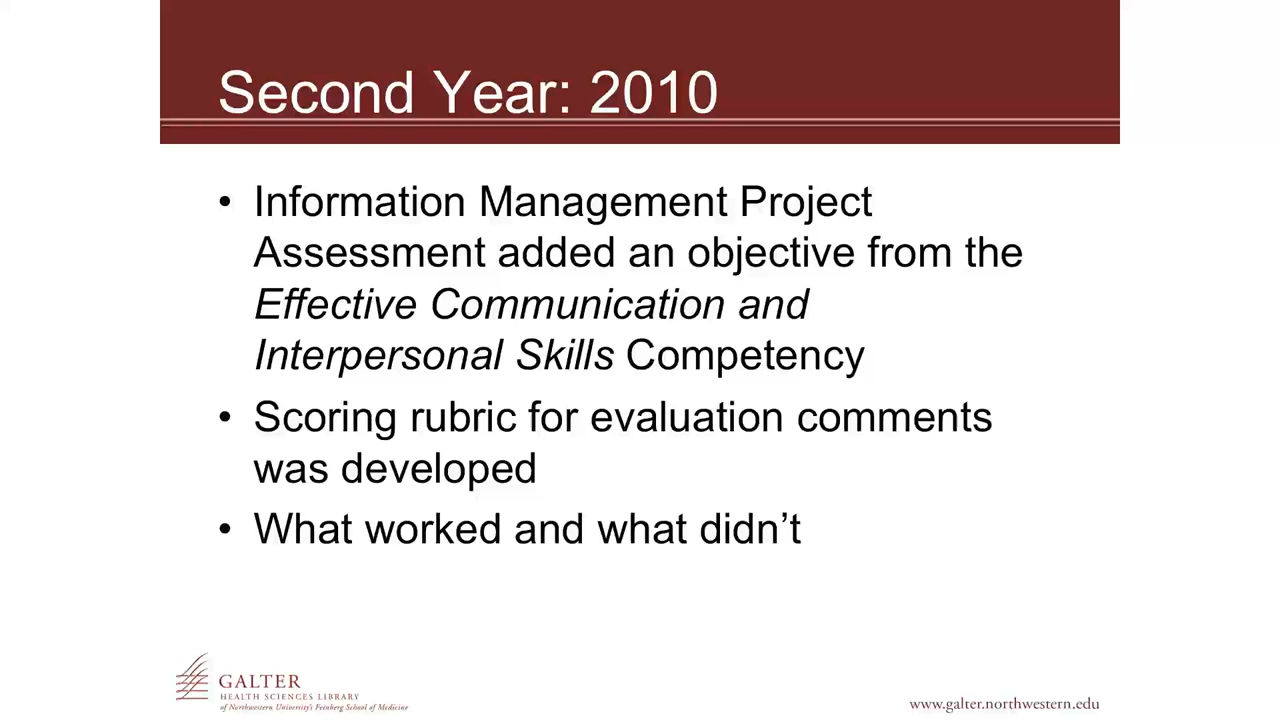 Second Year: 2010
• Information Management Project
Assessment added an objective from the
Effective Communication and
Interpersonal Skills Competency
• Scoring rubric for evaluation comments
was developed
• What worked and what didn’t
GALTER
HEALTH SCIENCES LIBRARY
of Northwestern University's Feinberg School of Medicine
www.galter.northwestern.edu